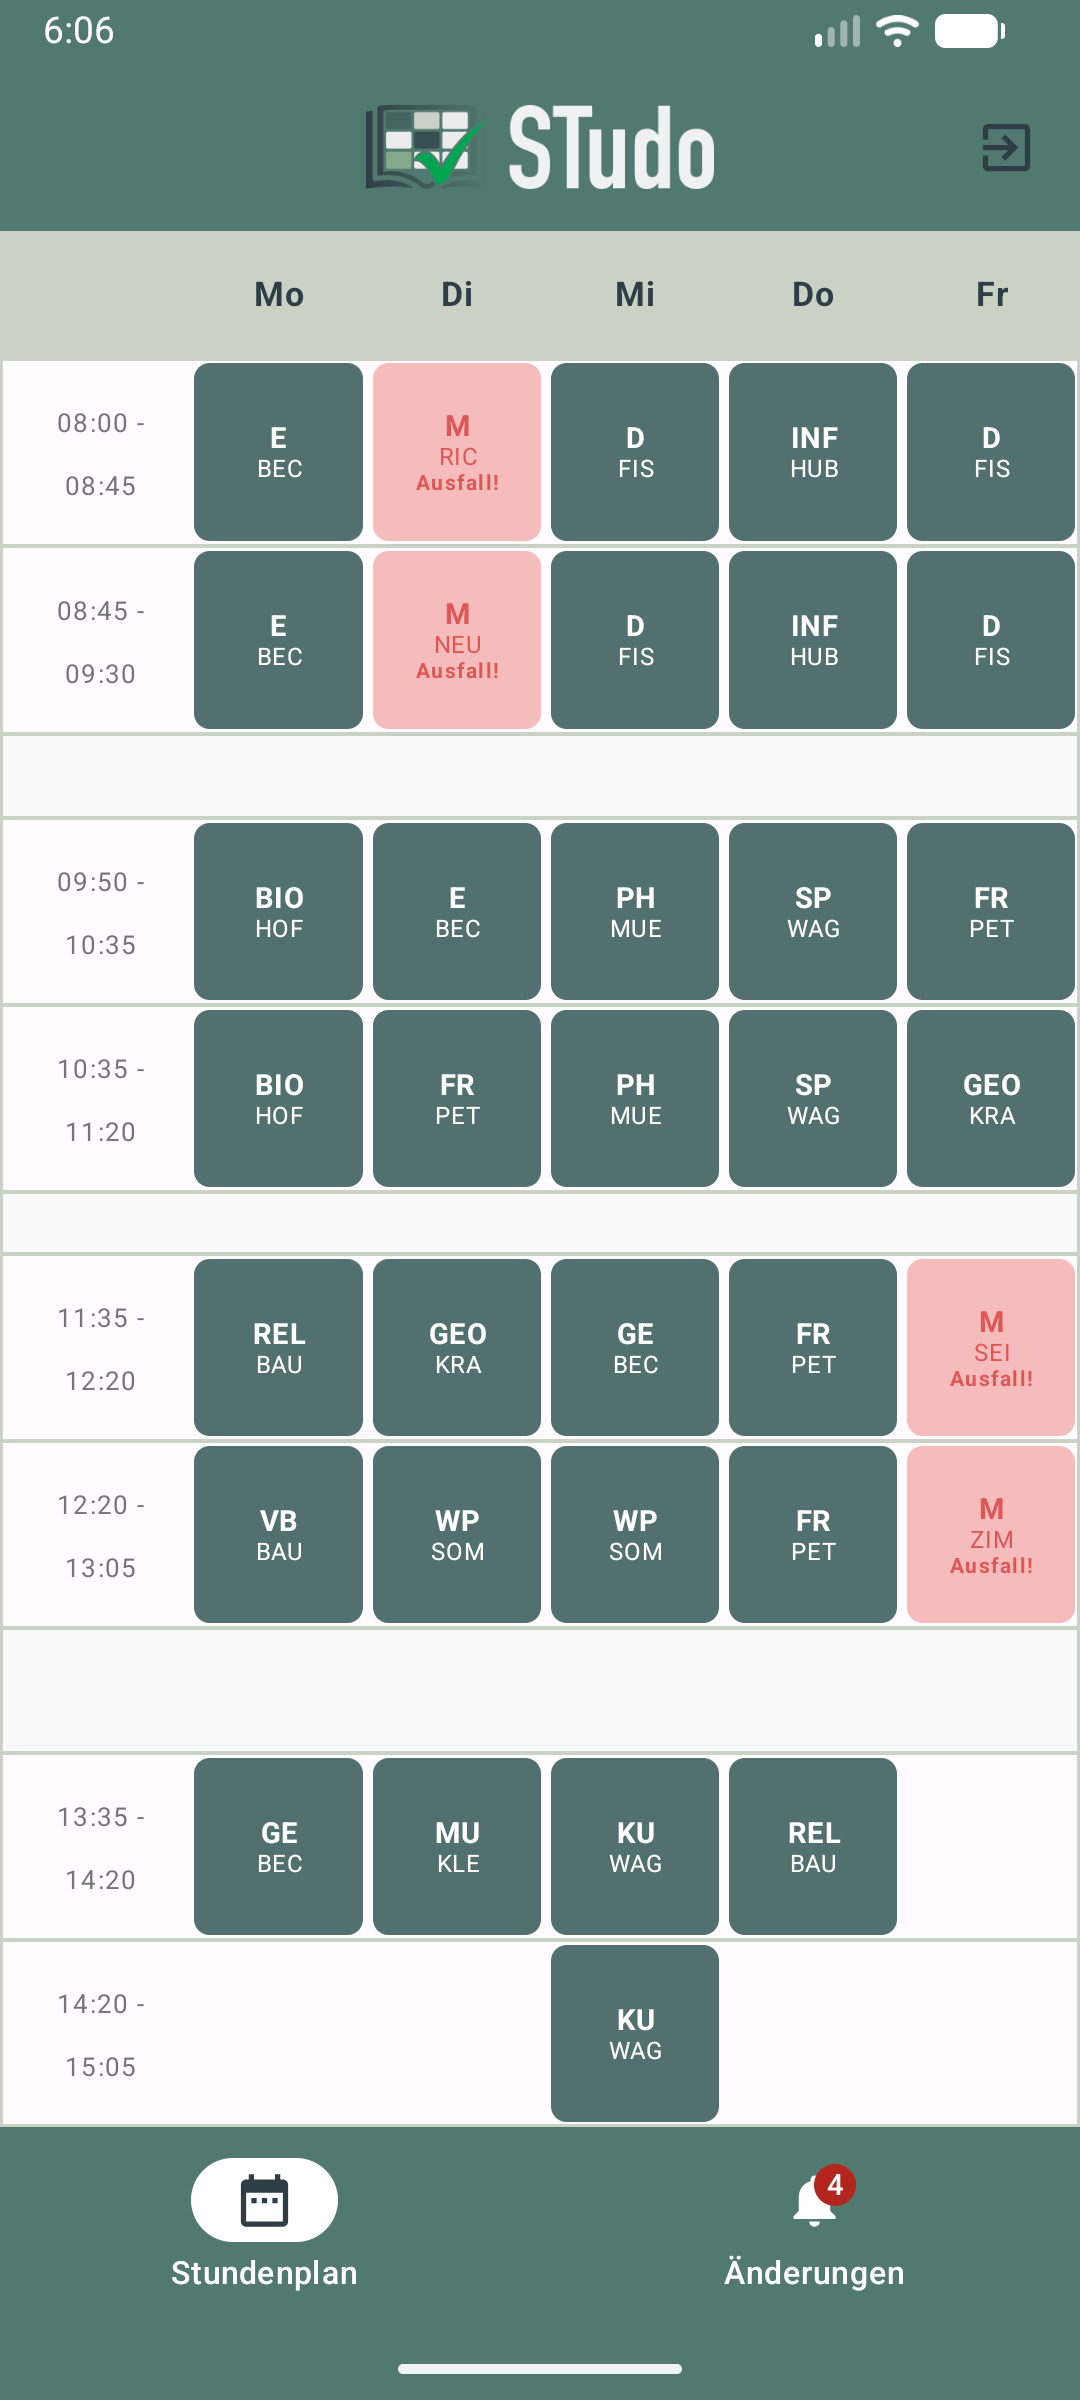 6:06
STudo
Mo Di Mi Do Fr
08:00 -
08:45
E
BEC
M
RIC
Ausfall!
D
FIS
INF
HUB
D
FIS
08:45 -
09:30
E
BEC
M
NEU
Ausfall!
D
FIS
INF
HUB
D
FIS
09:50 -
10:35
BIO
HOF
E
BEC
PH
MUE
SP
WAG
FR
PET
10:35 -
11:20
BIO
HOF
FR
PET
PH
MUE
SP
WAG
GEO
KRA
11:35 -
12:20
REL
BAU
GEO
KRA
GE
BEC
FR
PET
M
SEI
Ausfall!
12:20 -
13:05
VB
BAU
WP
SOM
WP
SOM
FR
PET
M
ZIM
Ausfall!
13:35 -
14:20
GE
BEC
MU
KLE
KU
WAG
REL
BAU
14:20 -
15:05
KU
WAG
4
Stundenplan
Änderungen